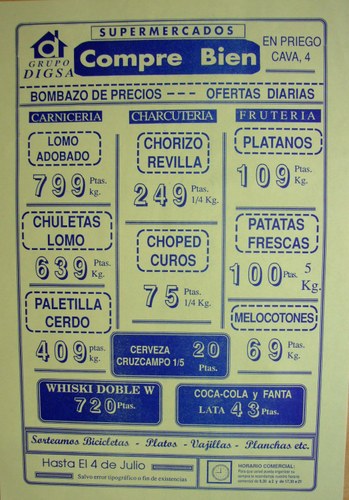 SUPERMERCADOS
GRUPO
DIGSA
Compre Bien
EN PRIEGO
CAVA, 4
BOMBAZO DE PRECIOS --- OFERTAS DIARIAS
CARNICERIA
LOMO
ADOBADO
799 Ptas. kg.
CHULETAS
LOMO
639 Ptas. Kg.
PALETILLA
CERDO
409 ptas. kg.
CHARCUTERIA
CHORIZO
REVILLA
249 Ptas. 1/4 Kg.
CHOPED
CUROS
75 Ptas. 1/4 Kg.
FRUTERIA
PLATANOS
109 Ptas. Kg.
PATATAS
FRESCAS
100 Ptas. 5 Kg.
MELOCOTONES
69 Ptas. Kg.
CERVEZA
CRUZCAMPO 1/5
20 Ptas.
WHISKI DOBLE W
720 Ptas.
COCA-COLA y FANTA
LATA 43 Ptas.
Sorteamos Bicicletas - Platos - Vajillas - Planchas etc.
Hasta El 4 de Julio
Salvo error tipográfico o fin de existencias
HORARIO COMERCIAL: